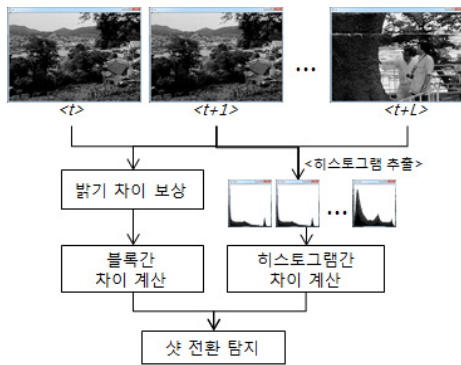 ...
<t>
<t+1>
<t+L>
<히스토그램 추출>
밝기 차이 보상
...
블록간
차이 계산
히스토그램간
차이 계산
샷 전환 탐지